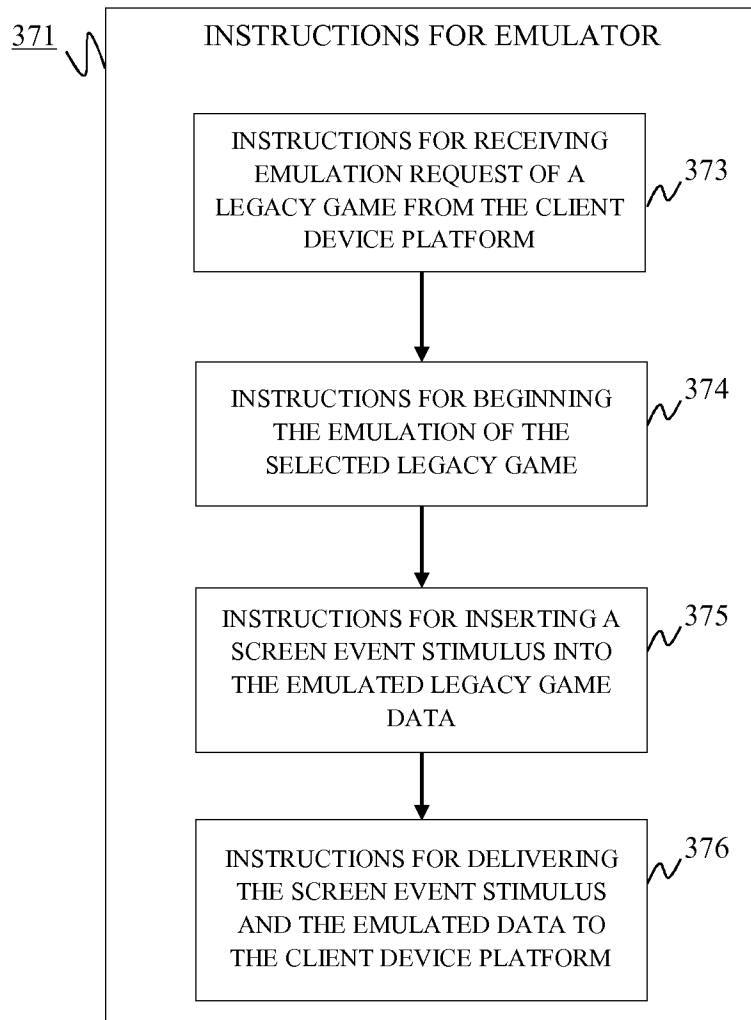 371
INSTRUCTIONS FOR EMULATOR
INSTRUCTIONS FOR RECEIVING
EMULATION REQUEST OF A
LEGACY GAME FROM THE CLIENT
DEVICE PLATFORM
373
INSTRUCTIONS FOR BEGINNING
THE EMULATION OF THE
SELECTED LEGACY GAME
374
INSTRUCTIONS FOR INSERTING A
SCREEN EVENT STIMULUS INTO
THE EMULATED LEGACY GAME
DATA
375
INSTRUCTIONS FOR DELIVERING
THE SCREEN EVENT STIMULUS
AND THE EMULATED DATA TO
THE CLIENT DEVICE PLATFORM
376